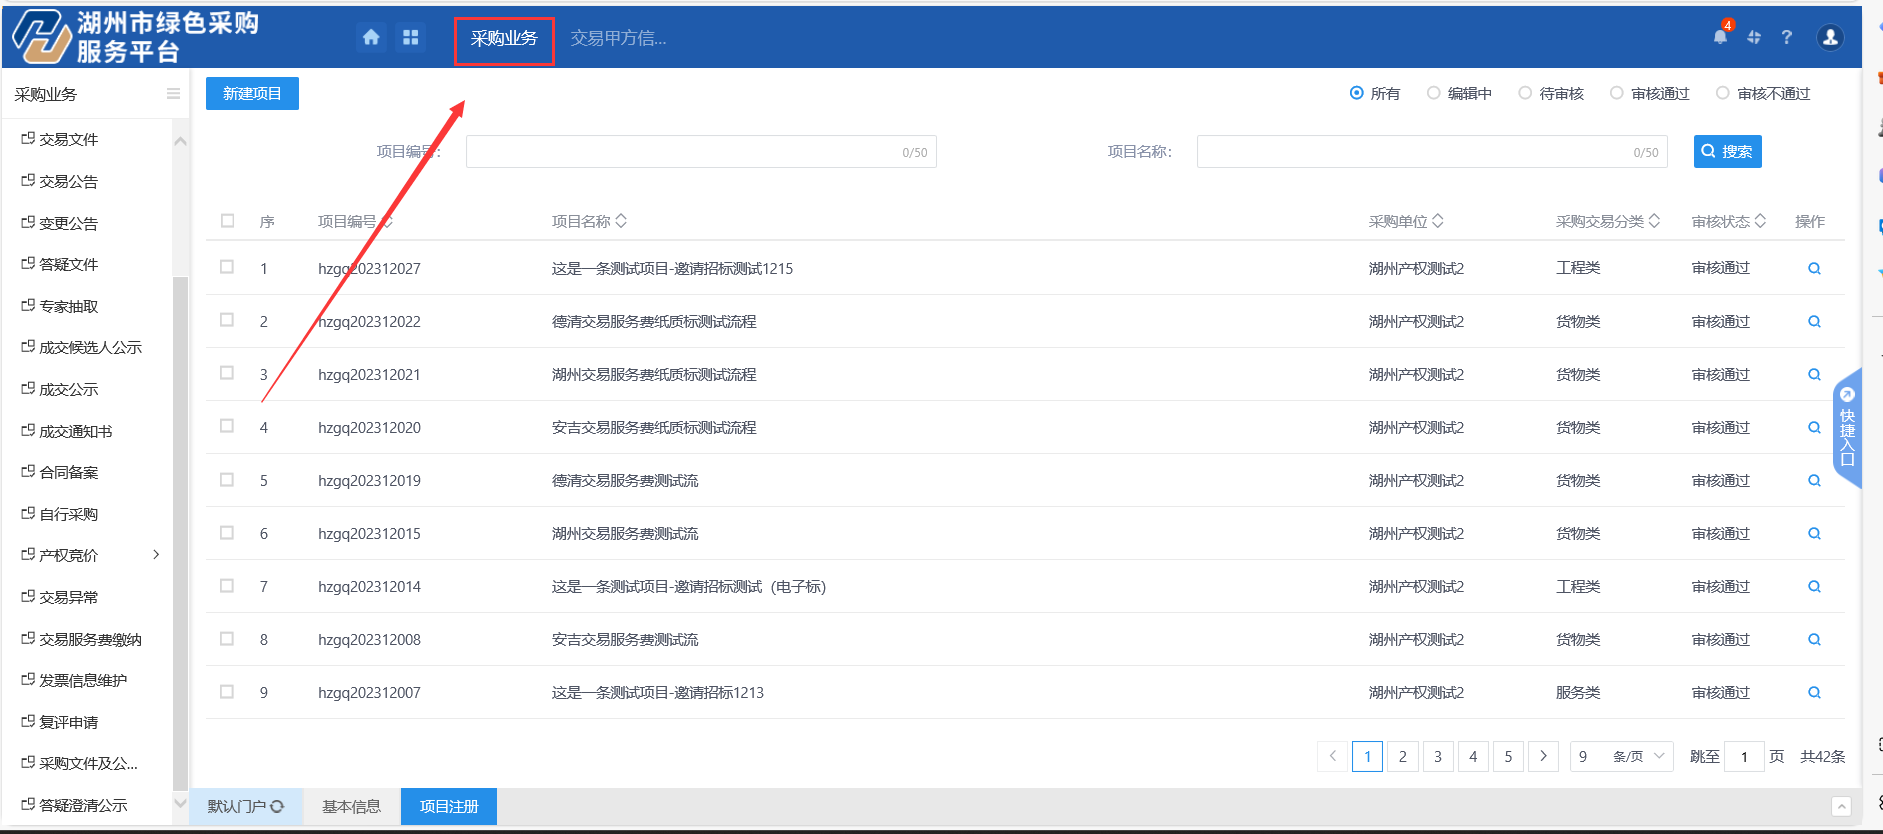 湖州市绿色采购
服务平台
采购业务
交易甲方信...
4
?
采购业务
交易文件
交易公告
变更公告
答疑文件
专家抽取
成交候选人公示
成交公示
成交通知书
合同备案
自行采购
产权竞价
交易异常
交易服务费缴纳
发票信息维护
复评申请
采购文件及公...
答疑澄清公示
新建项目
所有 编辑中 待审核 审核通过 审核不通过
项目编号: 0/50 项目名称: 0/50 搜索
序 项目编号 项目名称 采购单位 采购交易分类 审核状态 操作
1 hzgq202312027 这是一条测试项目-邀请招标测试1215 湖州产权测试2 工程类 审核通过
2 hzgq202312022 德清交易服务费纸质标测试流程 湖州产权测试2 货物类 审核通过
3 hzgq202312021 湖州交易服务费纸质标测试流程 湖州产权测试2 货物类 审核通过
4 hzgq202312020 安吉交易服务费纸质标测试流程 湖州产权测试2 货物类 审核通过
5 hzgq202312019 德清交易服务费测试流 湖州产权测试2 货物类 审核通过
6 hzgq202312015 湖州交易服务费测试流 湖州产权测试2 货物类 审核通过
7 hzgq202312014 这是一条测试项目-邀请招标测试（电子标） 湖州产权测试2 工程类 审核通过
8 hzgq202312008 安吉交易服务费测试流 湖州产权测试2 货物类 审核通过
9 hzgq202312007 这是一条测试项目-邀请招标1213 湖州产权测试2 服务类 审核通过
1 2 3 4 5 9 条/页 跳至 1 页 共42条
快捷入口
默认门户 基本信息 项目注册